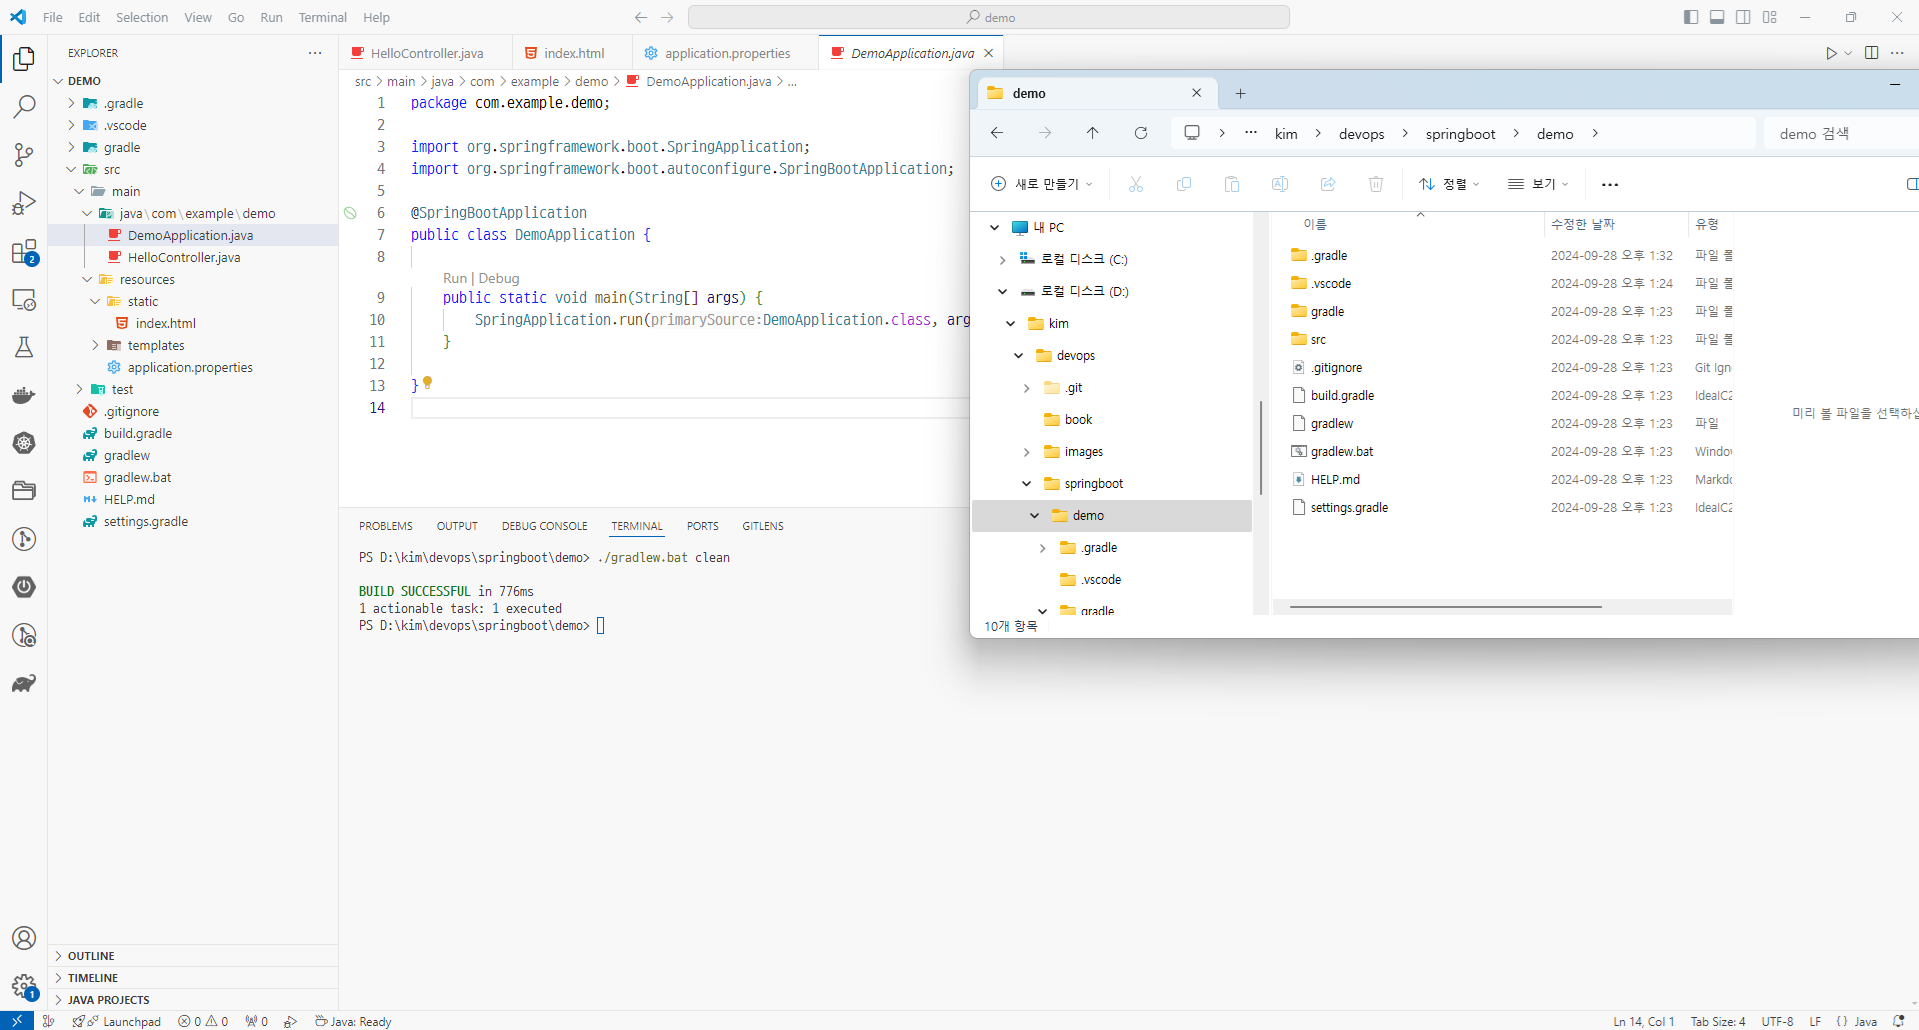 File Edit Selection View Go Run Terminal Help
demo
EXPLORER
DEMO
.gradle
.vscode
gradle
src
main
java\com\example\demo
DemoApplication.java
HelloController.java
resources
static
index.html
templates
application.properties
test
.gitignore
build.gradle
gradlew
gradlew.bat
HELP.md
settings.gradle
OUTLINE
TIMELINE
JAVA PROJECTS
2
1
HelloController.java index.html application.properties DemoApplication.java
src > main > java > com > example > demo > DemoApplication.java > ...
1 package com.example.demo;
2
3 import org.springframework.boot.SpringApplication;
4 import org.springframework.boot.autoconfigure.SpringBootApplication;
5
6 @SpringBootApplication
7 public class DemoApplication {
8
Run | Debug
9 public static void main(String[] args) {
10 SpringApplication.run(primarySource:DemoApplication.class, arg
11 }
12
13 }
14
PROBLEMS OUTPUT DEBUG CONSOLE TERMINAL PORTS GITLENS
PS D:\kim\devops\springboot\demo> ./gradlew.bat clean
BUILD SUCCESSFUL in 776ms
1 actionable task: 1 executed
PS D:\kim\devops\springboot\demo>
demo
kim > devops > springboot > demo >
demo 검색
새로 만들기
정렬
보기
내 PC
로컬 디스크 (C:)
로컬 디스크 (D:)
kim
devops
.git
book
images
springboot
demo
.gradle
.vscode
gradle
이름 수정한 날짜 유형
.gradle 2024-09-28 오후 1:32 파일 폴
.vscode 2024-09-28 오후 1:24 파일 폴
gradle 2024-09-28 오후 1:23 파일 폴
src 2024-09-28 오후 1:23 파일 폴
.gitignore 2024-09-28 오후 1:23 Git Ign
build.gradle 2024-09-28 오후 1:23 IdeaIC2
gradlew 2024-09-28 오후 1:23 파일
gradlew.bat 2024-09-28 오후 1:23 Windo
HELP.md 2024-09-28 오후 1:23 Markd
settings.gradle 2024-09-28 오후 1:23 IdeaIC2
미리 볼 파일을 선택하십
10개 항목
Launchpad 0 0 0 Java: Ready
Ln 14, Col 1 Tab Size: 4 UTF-8 LF {} Java